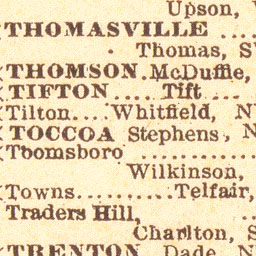 Upson,
THOMASVILLE ....
Thomas, S
THOMSON. McDuffie,
TIFTON .... Tift ....
Tilton.... Whitfield, N
TOCCOA Stephens, N
Toomsboro ..........
Wilkinson,
Towns..........Telfair,
Traders Hill, ..
Charlton, S
TRENTON Dade, N